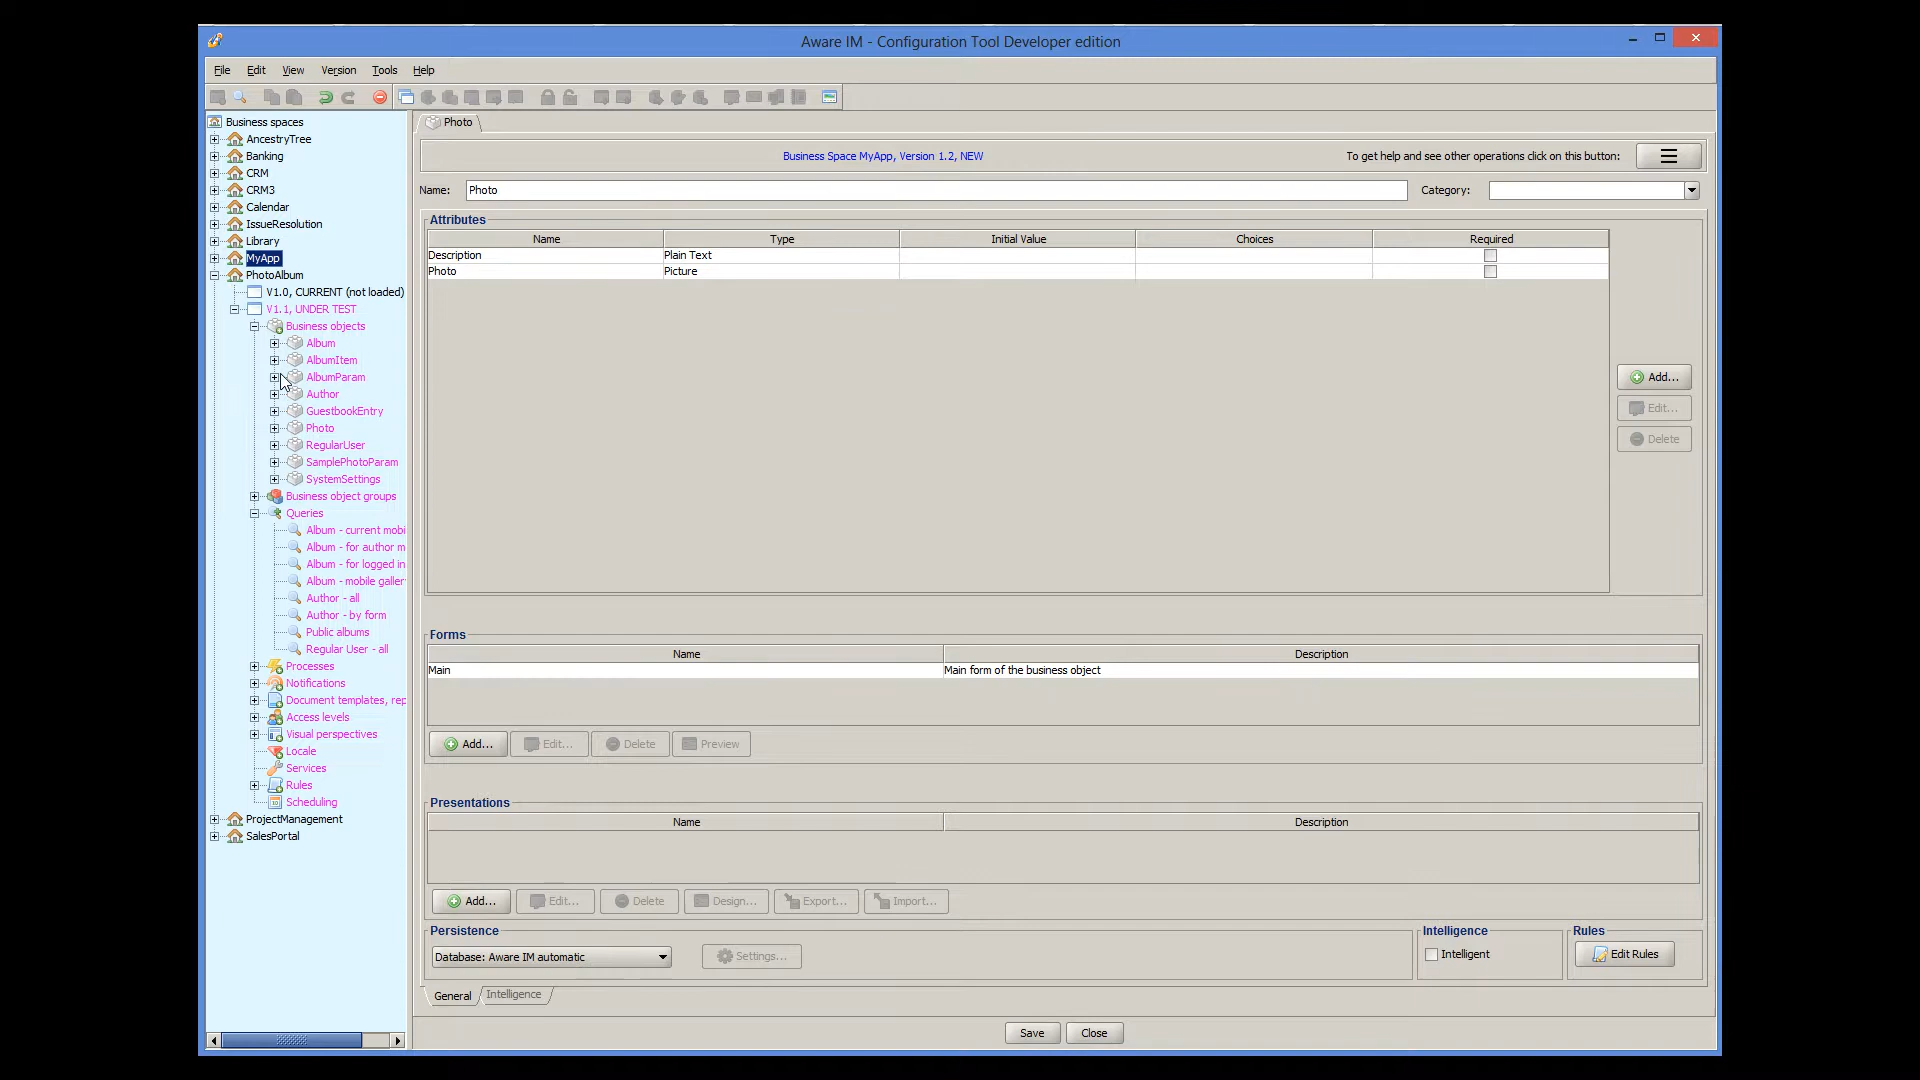 Aware IM - Configuration Tool Developer edition
File Edit View Version Tools Help
Business spaces
AncestryTree
Banking
CRM
CRM3
Calendar
IssueResolution
Library
MyApp
PhotoAlbum
V1.0, CURRENT (not loaded)
V1.1, UNDER TEST
Business objects
Album
AlbumItem
AlbumParam
Author
GuestbookEntry
Photo
RegularUser
SamplePhotoParam
SystemSettings
Business object groups
Queries
Album - current mobi
Album - for author m
Album - for logged in
Album - mobile galler
Author - all
Author - by form
Public albums
Regular User - all
Processes
Notifications
Document templates, rep
Access levels
Visual perspectives
Locale
Services
Rules
Scheduling
ProjectManagement
SalesPortal
Photo
Business Space MyApp, Version 1.2, NEW
To get help and see other operations click on this button:
Name: Photo Category:
Attributes
Name Type Initial Value Choices Required
Description Plain Text
Photo Picture
Add...
Edit...
Delete
Forms
Name Description
Main Main form of the business object
Add... Edit... Delete Preview
Presentations
Name Description
Add... Edit... Delete Design... Export... Import...
Persistence Intelligence Rules
Database: Aware IM automatic Settings... Intelligent Edit Rules
General Intelligence
Save Close